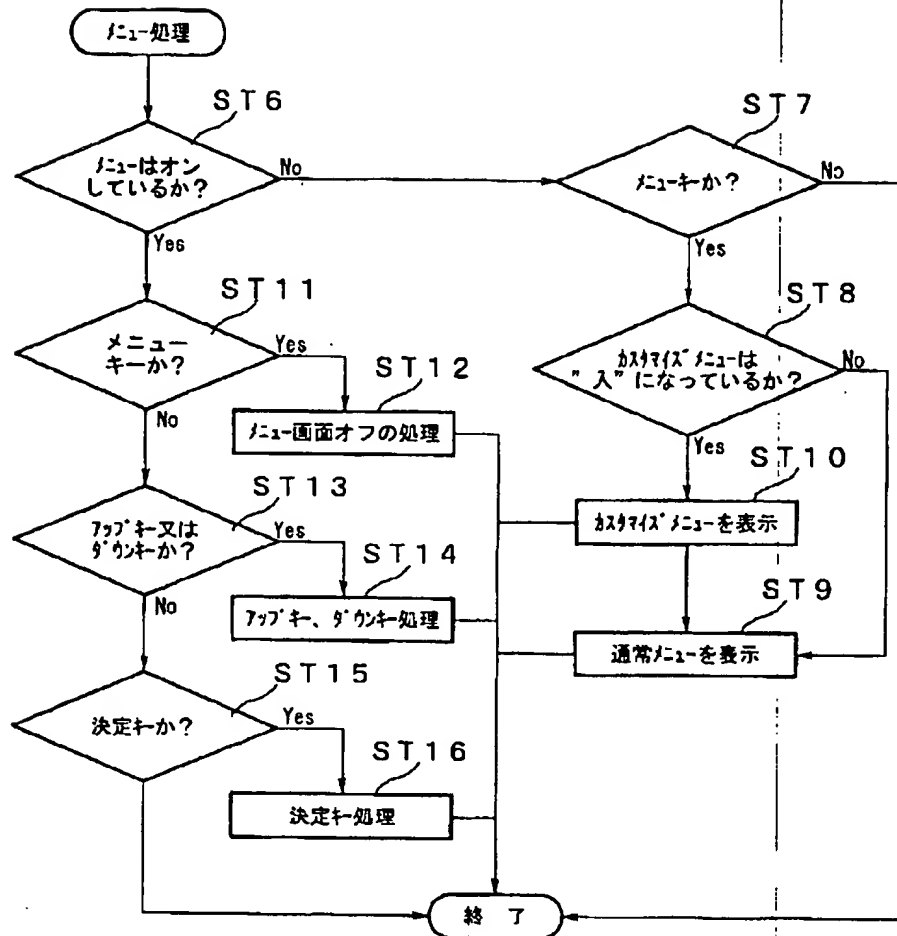 メニュー処理
ST6
メニューはオン
しているか?
No
Yes
ST7
メニューキーか?
No
Yes
ST11
メニュー
キーか?
Yes
No
ST8
カスタマイズメニューは
"入"になっているか?
No
Yes
ST12
メニュー画面オフの処理
ST10
カスタマイズメニューを表示
ST13
アップキー又は
ダウンキーか?
Yes
No
ST14
アップキー、ダウンキー処理
ST9
通常メニューを表示
ST15
決定キーか?
Yes
ST16
決定キー処理
終 了